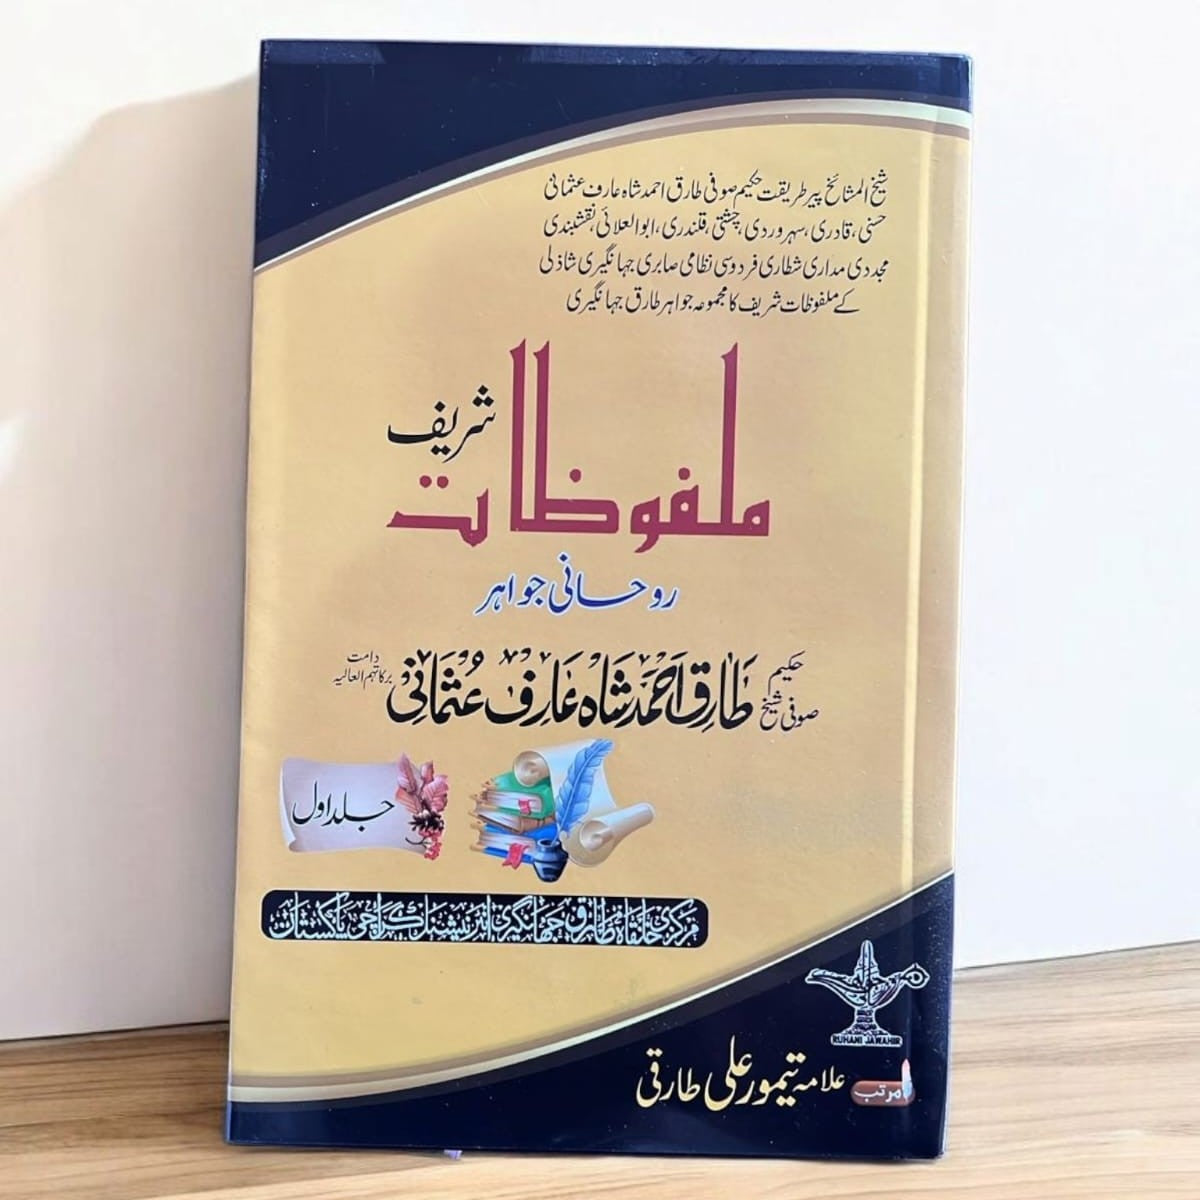 شیخ المشائخ پیر طریقت حکیم صوفی طارق احمد شاہ عارف عثمانی
حسنی، قادری، سہروردی، چشتی، قلندری، ابوالعلائی، نقشبندی
مجددی مداری شطاری فردوسی نظامی صابری جہانگیری شاذلی
کے ملفوظات شریف کا مجموعہ جواہر طارق جہانگیری
ملفوظات شریف
روحانی جواہر
حکیم صوفی شیخ طارق احمد شاہ عارف عثمانی دامت برکاتہم العالیہ
جلد اول
مرکزی خانقاہ طارق جہانگیری انٹرنیشنل کراچی پاکستان
RUHANI JAWAHIR
مرتب علامہ تیمور علی طارقی